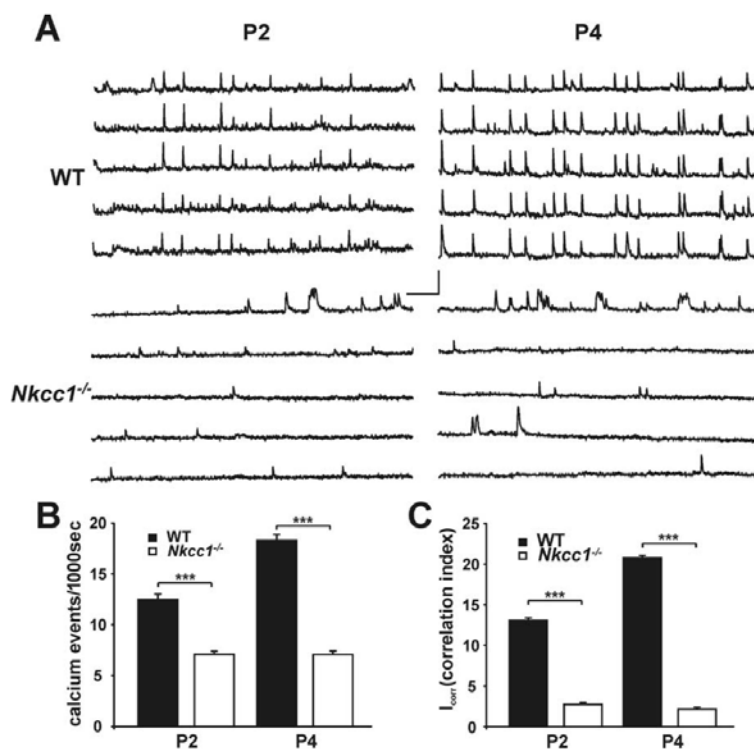 A
P2
P4
WT
Nkcc1-/-
B
20
15
10
5
0
calcium events/1000sec
WT
Nkcc1-/-
***
***
P2
P4
C
25
20
15
10
5
0
Icorr (correlation index)
WT
Nkcc1-/-
***
***
P2
P4